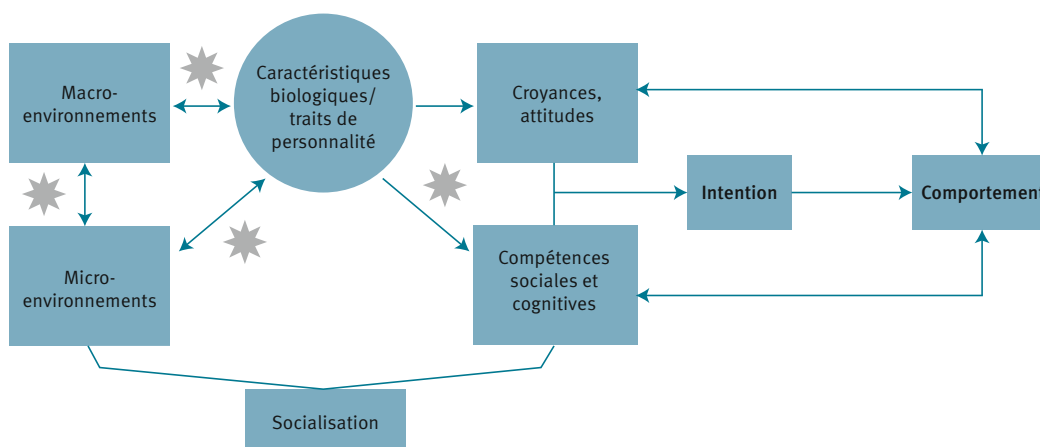 Macro-
environnements
Caractéristiques
biologiques/
traits de
personnalité
Croyances,
attitudes
Intention
Comportement
Micro-
environnements
Compétences
sociales et
cognitives
Socialisation